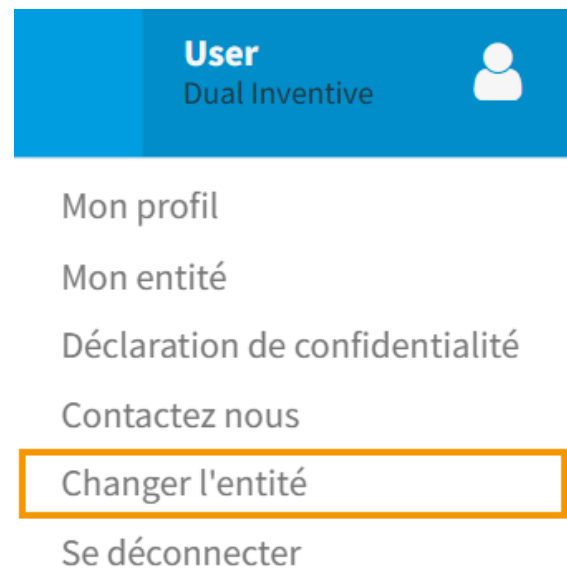 User
Dual Inventive
Mon profil
Mon entité
Déclaration de confidentialité
Contactez nous
Changer l'entité
Se déconnecter